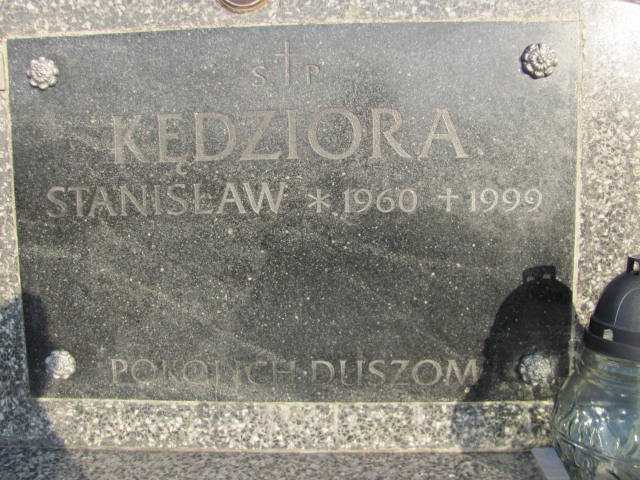 S † P
KĘDZIORA
STANISŁAW * 1960 † 1999
POKÓJ ICH DUSZOM